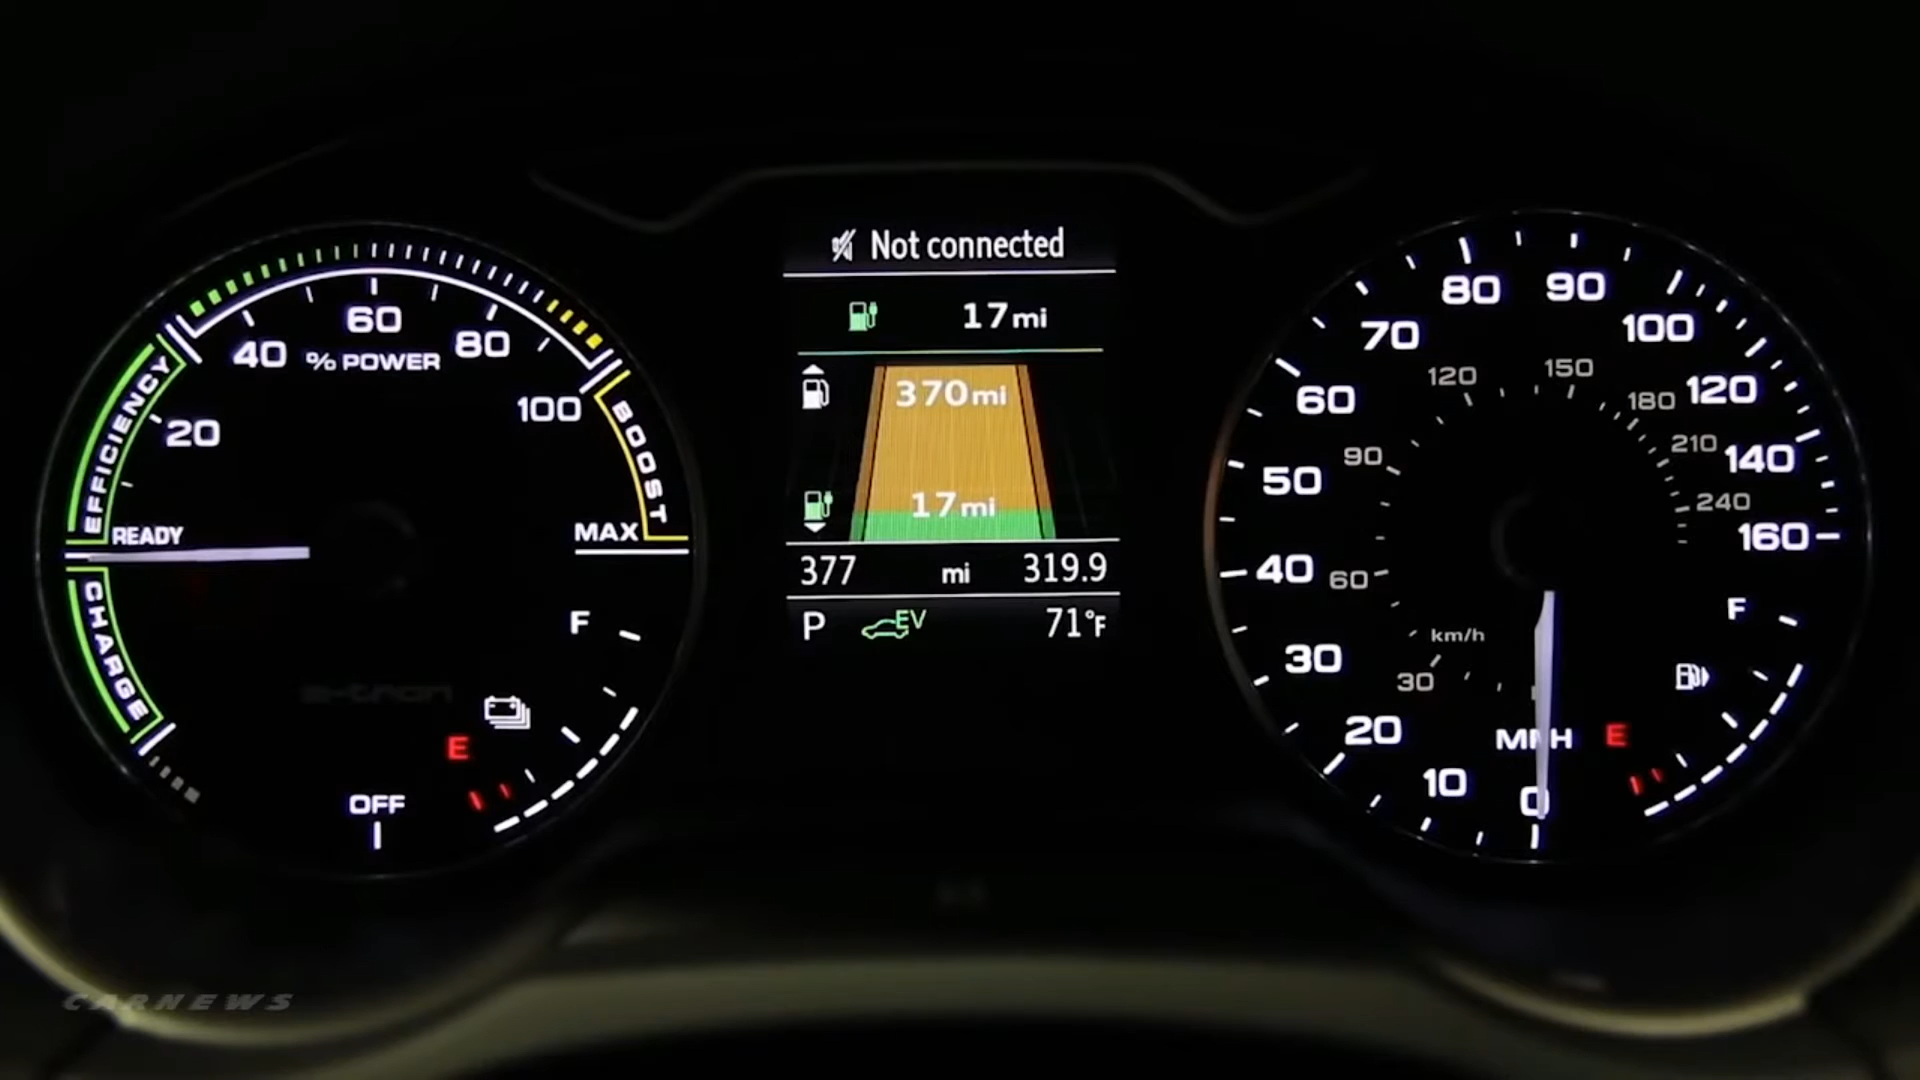 EFFICIENCY
CHARGE
READY
20
40
60
80
100
% POWER
BOOST
MAX
F
E
OFF
e-tron
Not connected
17 mi
370 mi
17 mi
377 mi 319.9
P EV 71°F
0
10
20
30
40
50
60
70
80
90
100
120
140
160
MPH
30
60
90
120
150
180
210
240
km/h
F
E
CARNEWS